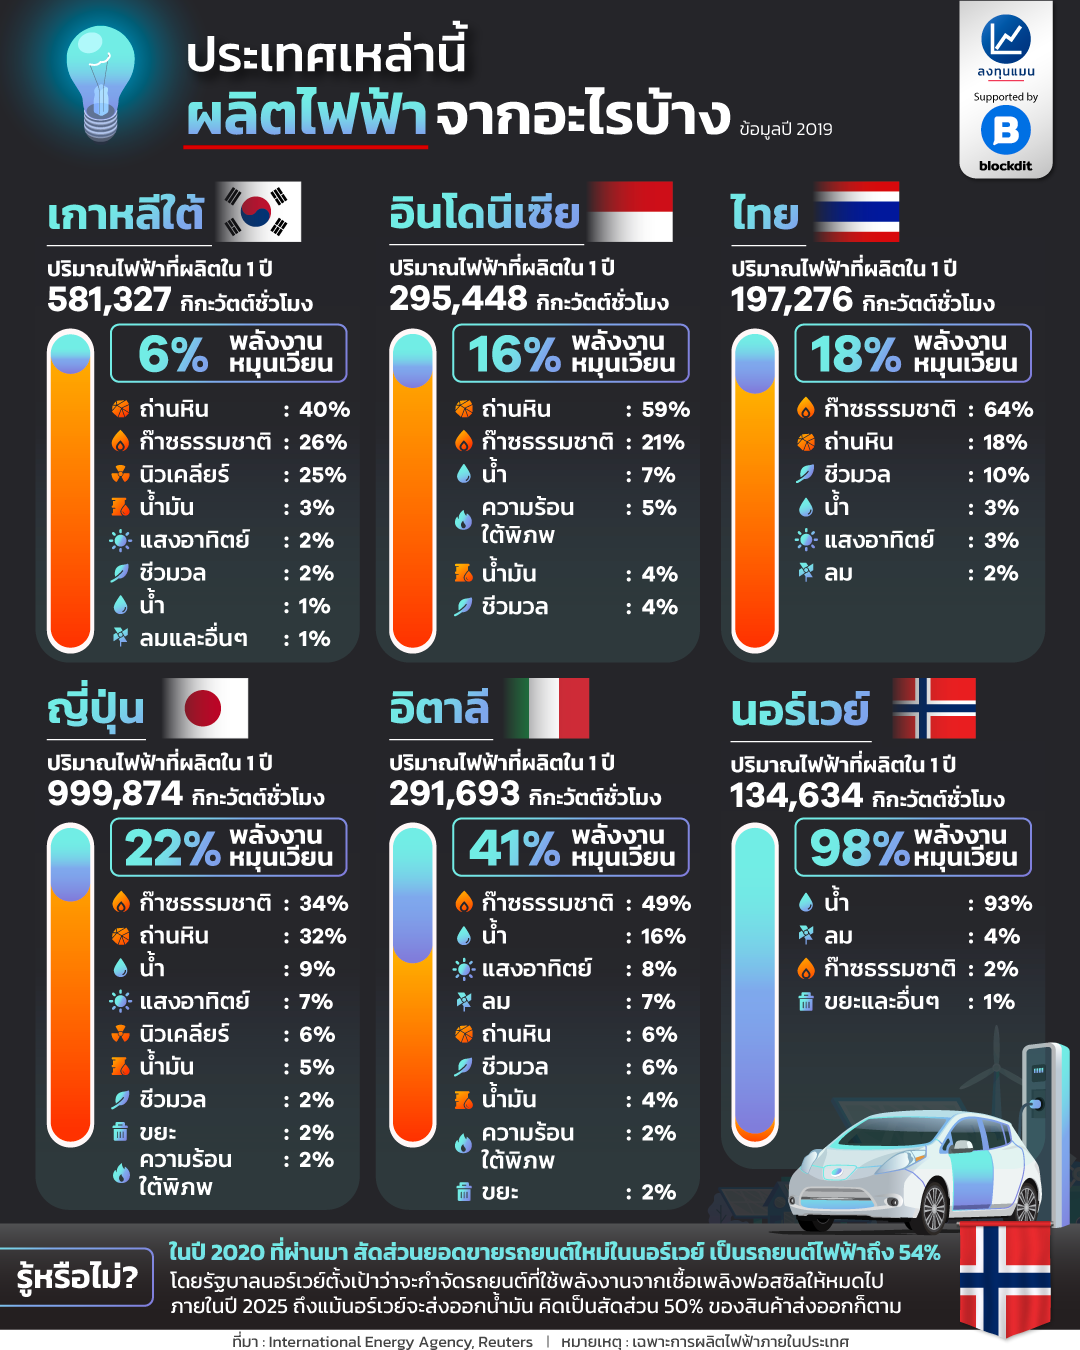 ประเทศเหล่านี้
ผลิตไฟฟ้า จากอะไรบ้าง ข้อมูลปี 2019
ลงทุนแมน
Supported by
B
blockdit
เกาหลีใต้
ปริมาณไฟฟ้าที่ผลิตใน 1 ปี
581,327 กิกะวัตต์ชั่วโมง
6% พลังงาน
หมุนเวียน
ถ่านหิน : 40%
ก๊าซธรรมชาติ : 26%
นิวเคลียร์ : 25%
น้ำมัน : 3%
แสงอาทิตย์ : 2%
ชีวมวล : 2%
น้ำ : 1%
ลมและอื่นๆ : 1%
อินโดนีเซีย
ปริมาณไฟฟ้าที่ผลิตใน 1 ปี
295,448 กิกะวัตต์ชั่วโมง
16% พลังงาน
หมุนเวียน
ถ่านหิน : 59%
ก๊าซธรรมชาติ : 21%
น้ำ : 7%
ความร้อน : 5%
ใต้พิภพ
น้ำมัน : 4%
ชีวมวล : 4%
ไทย
ปริมาณไฟฟ้าที่ผลิตใน 1 ปี
197,276 กิกะวัตต์ชั่วโมง
18% พลังงาน
หมุนเวียน
ก๊าซธรรมชาติ : 64%
ถ่านหิน : 18%
ชีวมวล : 10%
น้ำ : 3%
แสงอาทิตย์ : 3%
ลม : 2%
ญี่ปุ่น
ปริมาณไฟฟ้าที่ผลิตใน 1 ปี
999,874 กิกะวัตต์ชั่วโมง
22% พลังงาน
หมุนเวียน
ก๊าซธรรมชาติ : 34%
ถ่านหิน : 32%
น้ำ : 9%
แสงอาทิตย์ : 7%
นิวเคลียร์ : 6%
น้ำมัน : 5%
ชีวมวล : 2%
ขยะ : 2%
ความร้อน : 2%
ใต้พิภพ
อิตาลี
ปริมาณไฟฟ้าที่ผลิตใน 1 ปี
291,693 กิกะวัตต์ชั่วโมง
41% พลังงาน
หมุนเวียน
ก๊าซธรรมชาติ : 49%
น้ำ : 16%
แสงอาทิตย์ : 8%
ลม : 7%
ถ่านหิน : 6%
ชีวมวล : 6%
น้ำมัน : 4%
ความร้อน : 2%
ใต้พิภพ
ขยะ : 2%
นอร์เวย์
ปริมาณไฟฟ้าที่ผลิตใน 1 ปี
134,634 กิกะวัตต์ชั่วโมง
98% พลังงาน
หมุนเวียน
น้ำ : 93%
ลม : 4%
ก๊าซธรรมชาติ : 2%
ขยะและอื่นๆ : 1%
รู้หรือไม่?
ในปี 2020 ที่ผ่านมา สัดส่วนยอดขายรถยนต์ใหม่ในนอร์เวย์ เป็นรถยนต์ไฟฟ้าถึง 54%
โดยรัฐบาลนอร์เวย์ตั้งเป้าว่าจะกำจัดรถยนต์ที่ใช้พลังงานจากเชื้อเพลิงฟอสซิลให้หมดไป
ภายในปี 2025 ถึงแม้นอร์เวย์จะส่งออกน้ำมัน คิดเป็นสัดส่วน 50% ของสินค้าส่งออกก็ตาม
ที่มา : International Energy Agency, Reuters | หมายเหตุ : เฉพาะการผลิตไฟฟ้าภายในประเทศ